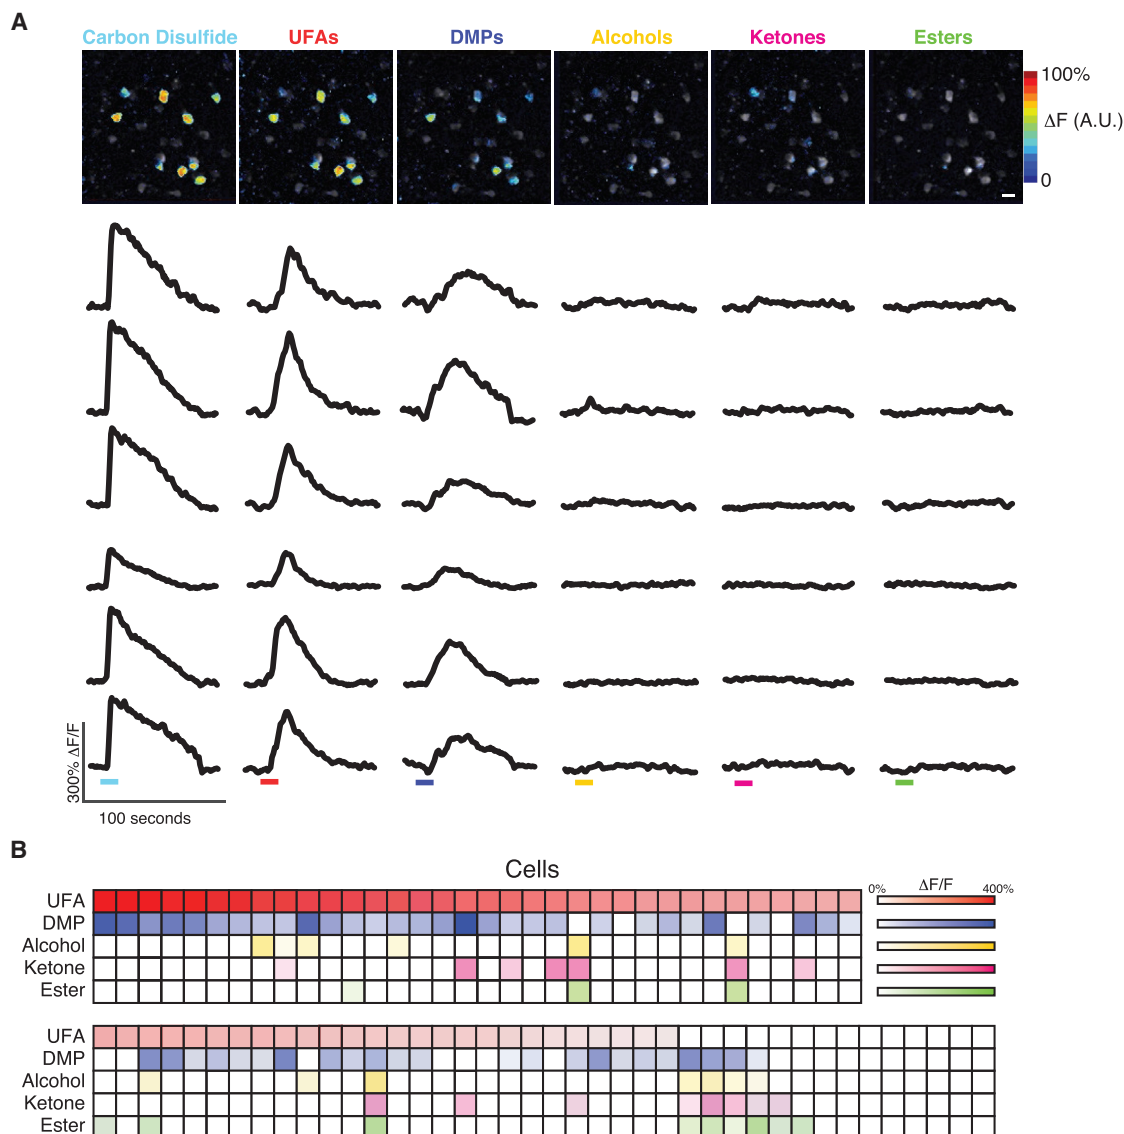 A
Carbon Disulfide UFAs DMPs Alcohols Ketones Esters
100%
ΔF (A.U.)
0
300% ΔF/F
100 seconds
B
Cells
0% ΔF/F 400%
UFA
DMP
Alcohol
Ketone
Ester
UFA
DMP
Alcohol
Ketone
Ester